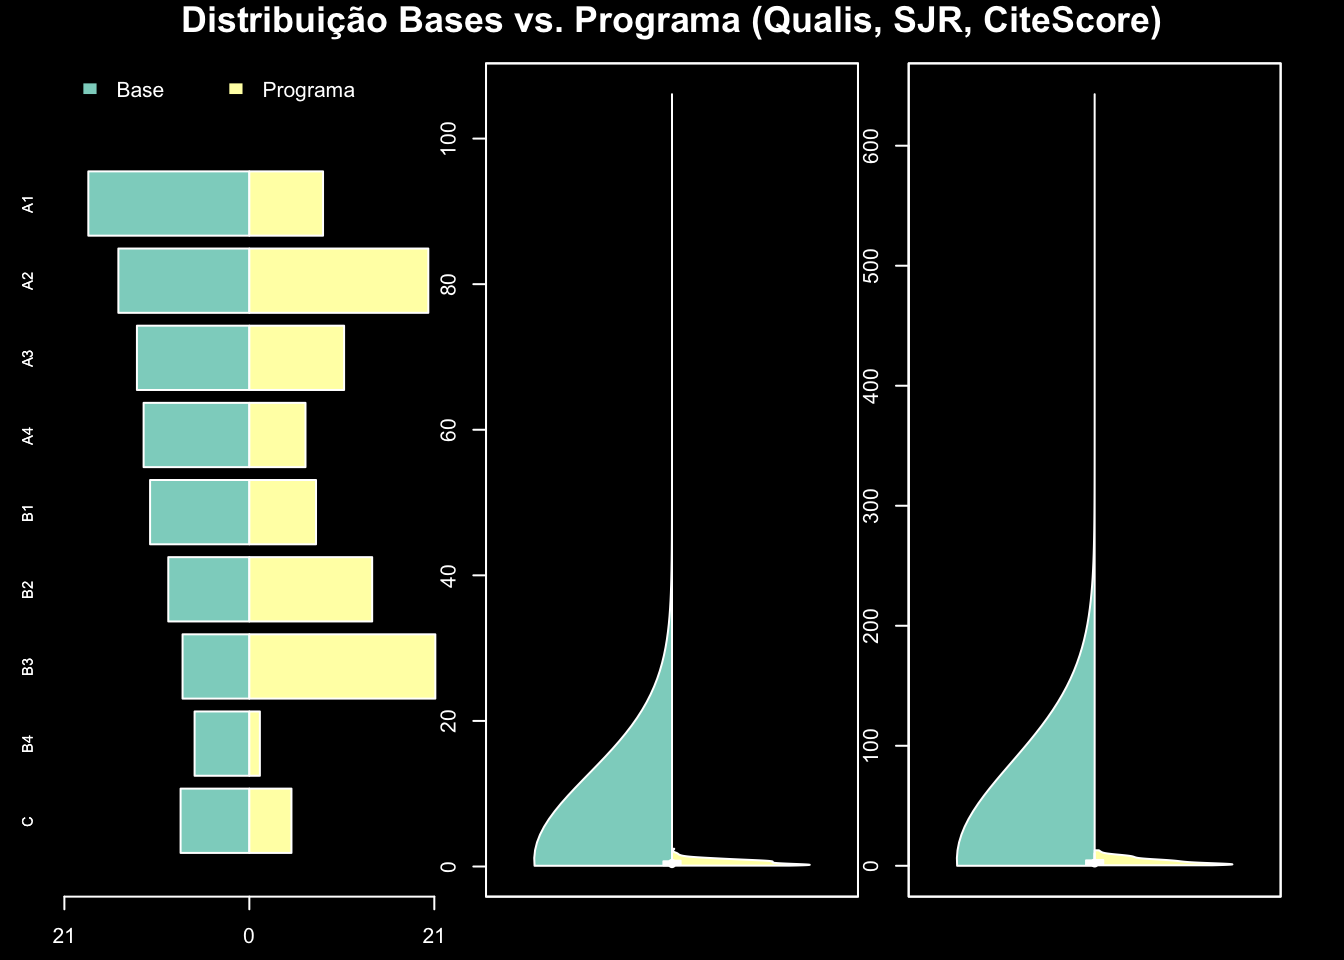 Distribuição Bases vs. Programa (Qualis, SJR, CiteScore)
Base
Programa
A1
A2
A3
A4
B1
B2
B3
B4
C
21
0
21
100
80
60
40
20
0
600
500
400
300
200
100
0